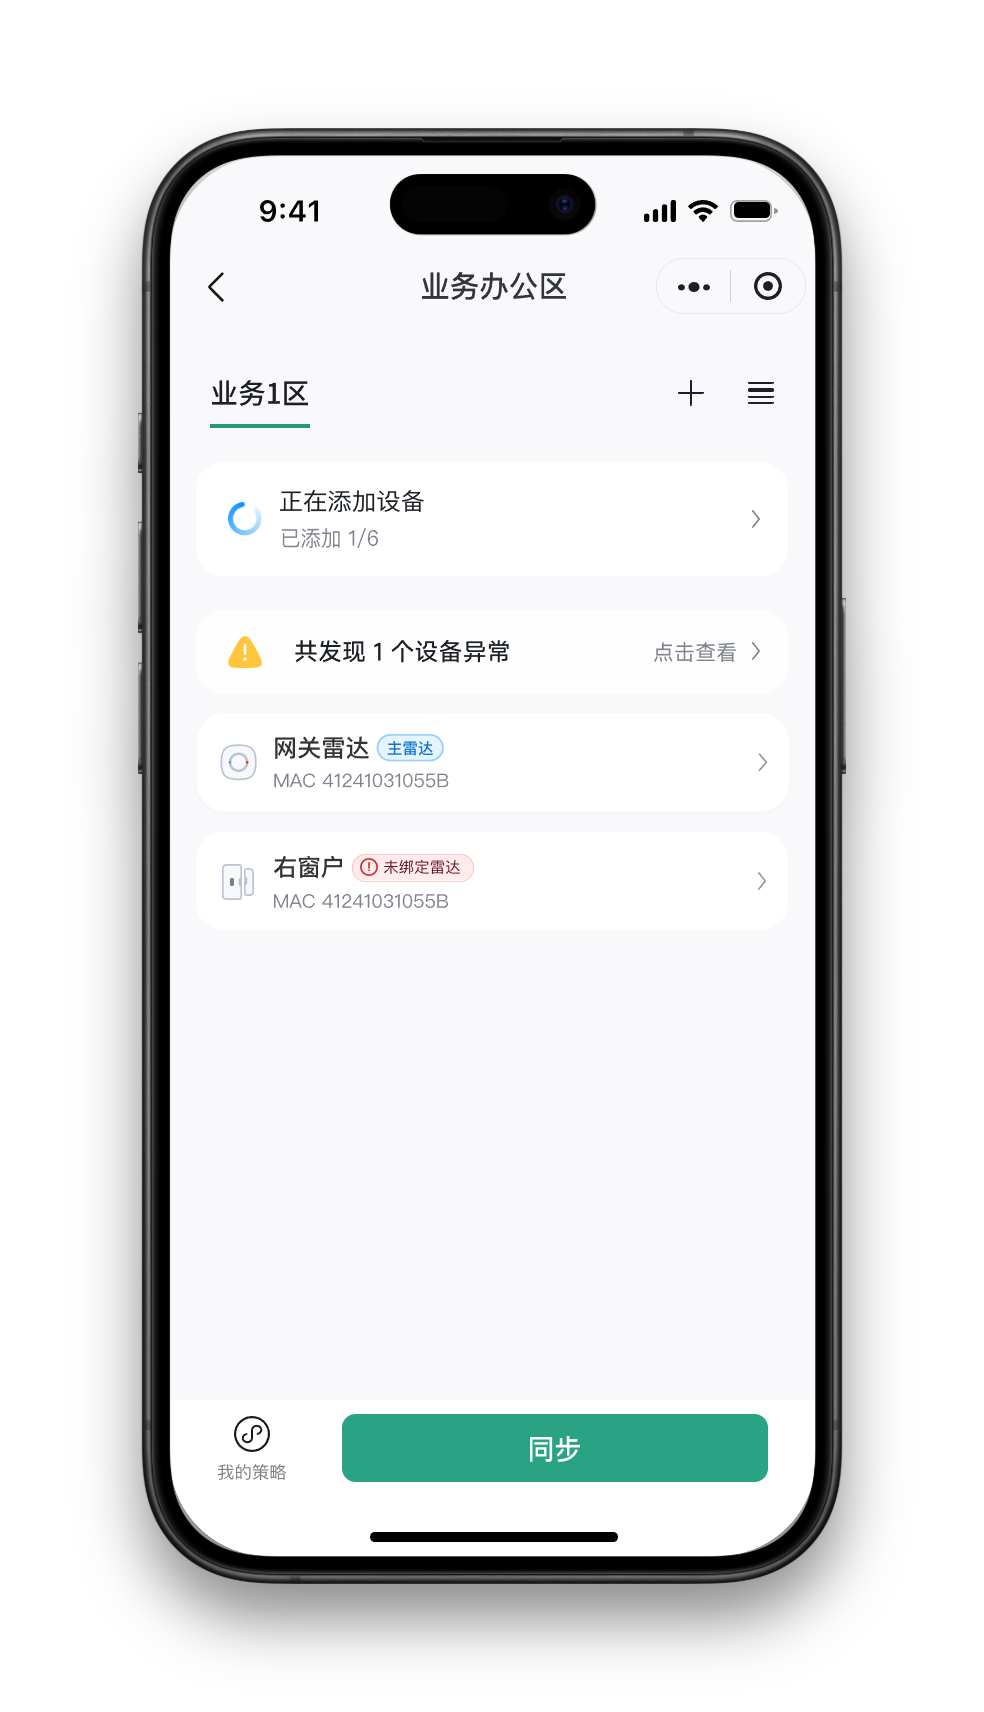 9:41
业务办公区
业务1区
正在添加设备
已添加 1/6
共发现 1 个设备异常 点击查看
网关雷达 主雷达
MAC 41241031055B
右窗户 未绑定雷达
MAC 41241031055B
我的策略
同步